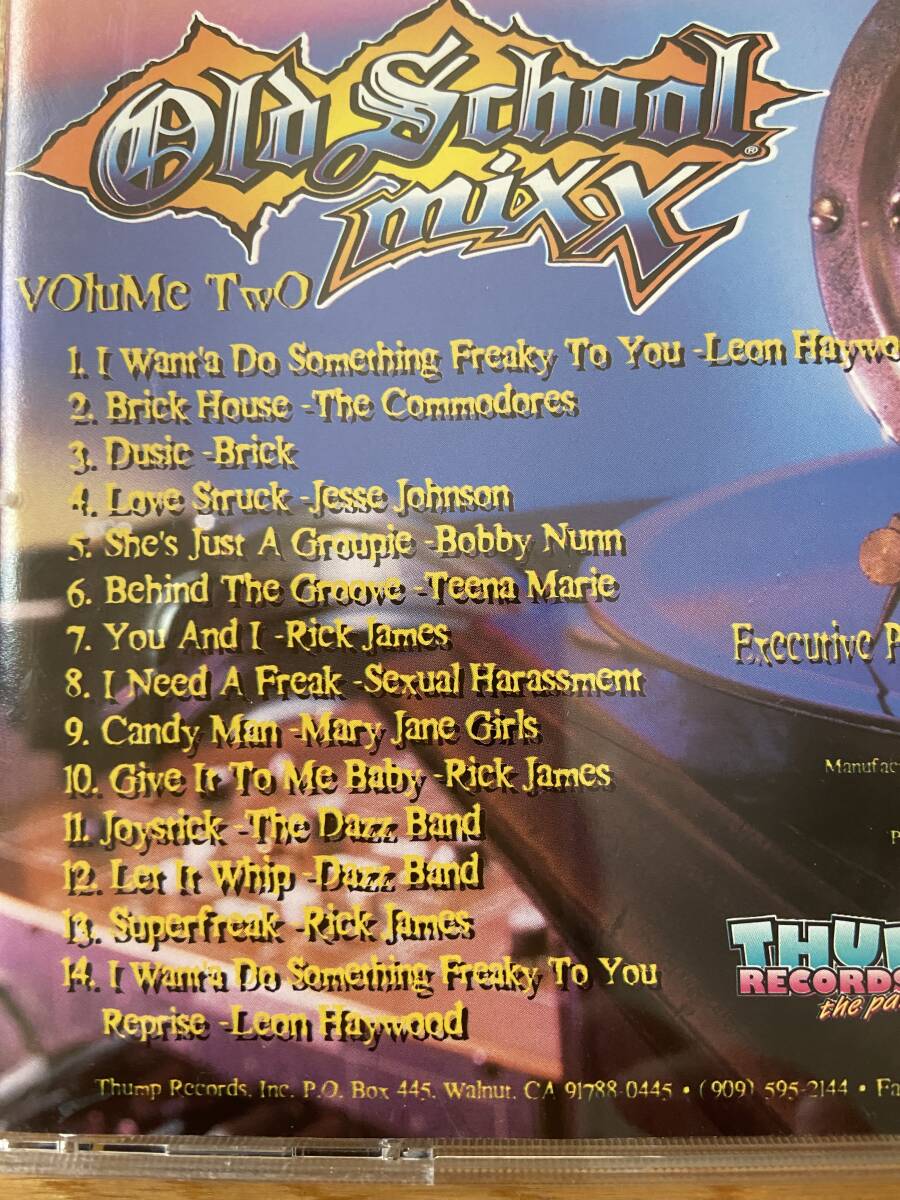 Old School
mixx
®
VOluMe TwO
1. I Want'a Do Something Freaky To You -Leon
2. Brick House -The Commodores
3. Dusic -Brick
4. Love Struck -Jesse Johnson
5. She's Just A Groupie -Bobby Nunn
6. Behind The Groove -Teena Marie
7. You And I -Rick James
Executive
8. I Need A Freak -Sexual Harassment
9. Candy Man -Mary Jane Girls
10. Give It To Me Baby -Rick James
11. Joystick -The Dazz Band
12. Let It Whip -Dazz Band
13. Superfreak -Rick James
14. I Want'a Do Something Freaky To You
Reprise -Leon Haywood
RECORDS
the
Thump Records, Inc. P.O. Box 445, Walnut, CA 91788-0445 • (909) 595-2144 •